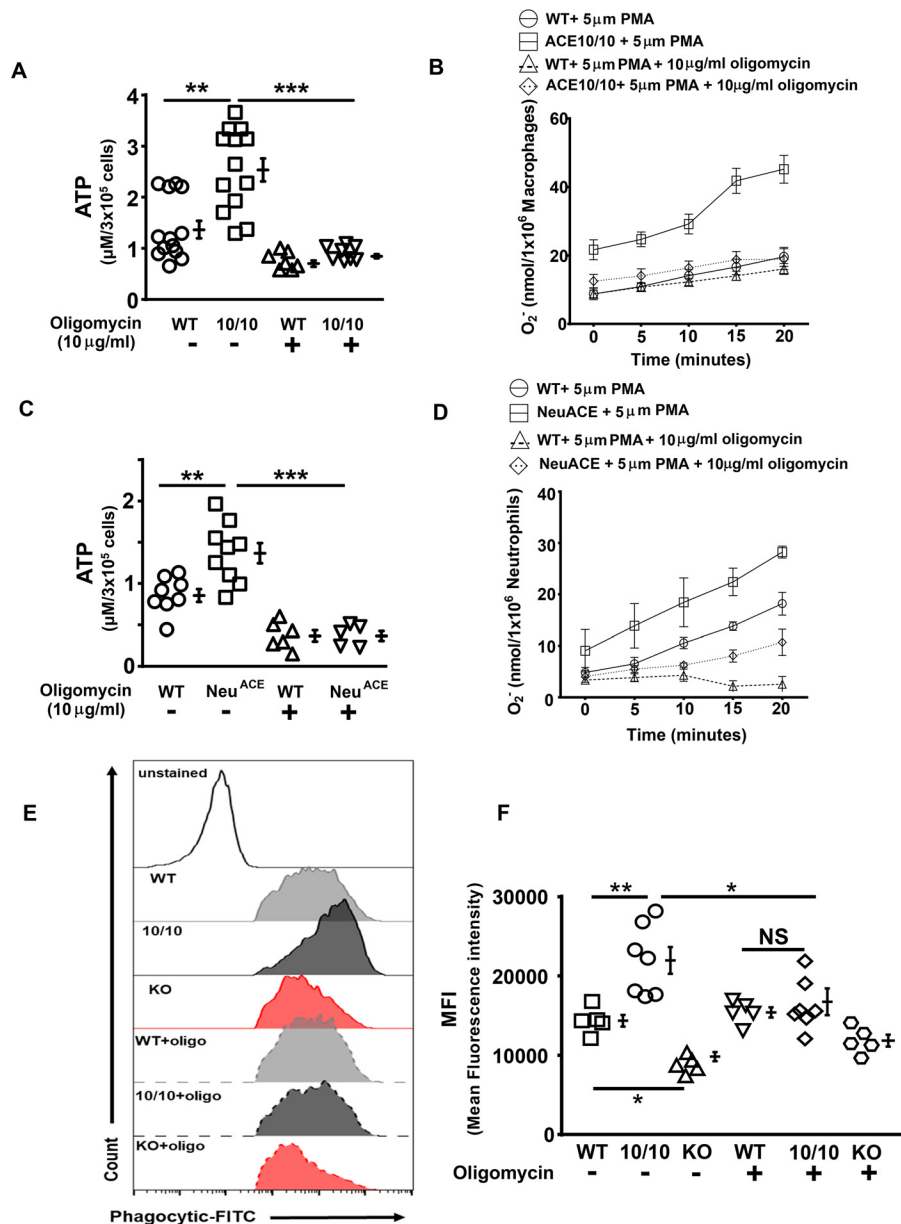 A
**
***
4
3
2
1
0
ATP
(μM/3x10⁵ cells)
Oligomycin
(10 μg/ml)
WT 10/10 WT 10/10
- - + +
B
WT+ 5μm PMA
ACE10/10 + 5μm PMA
WT+ 5μm PMA + 10μg/ml oligomycin
ACE10/10+ 5μm PMA + 10μg/ml oligomycin
60
40
20
0
O₂⁻ (nmol/1x10⁶ Macrophages)
0 5 10 15 20
Time (minutes)
C
**
***
2
1
0
ATP
(μM/3x10⁵ cells)
Oligomycin
(10 μg/ml)
WT Neu ᴬᶜᴱ WT Neu ᴬᶜᴱ
- - + +
D
WT+ 5μm PMA
NeuACE + 5μm PMA
WT+ 5μm PMA + 10μg/ml oligomycin
NeuACE + 5μm PMA + 10μg/ml oligomycin
40
30
20
10
0
O₂⁻ (nmol/1x10⁶ Neutrophils)
0 5 10 15 20
Time (minutes)
E
unstained
WT
10/10
KO
WT+oligo
10/10+oligo
KO+oligo
Count
Phagocytic-FITC
F
**
*
NS
*
30000
20000
10000
0
MFI
(Mean Fluorescence intensity)
WT 10/10 KO WT 10/10 KO
Oligomycin - - - + + +